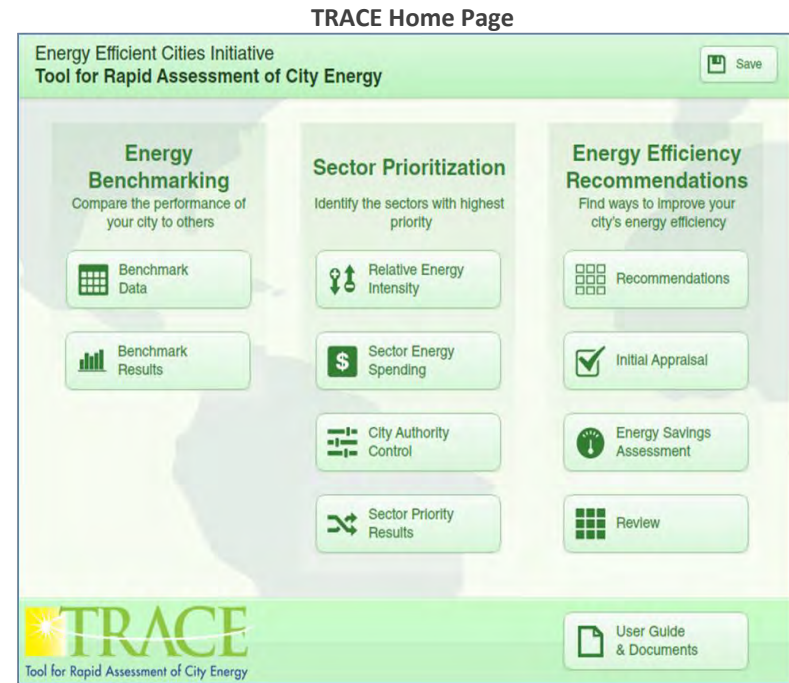 TRACE Home Page
Energy Efficient Cities Initiative
Tool for Rapid Assessment of City Energy
Save
Energy
Benchmarking
Compare the performance of
your city to others
Benchmark
Data
Benchmark
Results
Sector Prioritization
Identify the sectors with highest
priority
Relative Energy
Intensity
$
Sector Energy
Spending
City Authority
Control
Sector Priority
Results
Energy Efficiency
Recommendations
Find ways to improve your
city's energy efficiency
Recommendations
Initial Appraisal
Energy Savings
Assessment
Review
TRACE
Tool for Rapid Assessment of City Energy
User Guide
& Documents